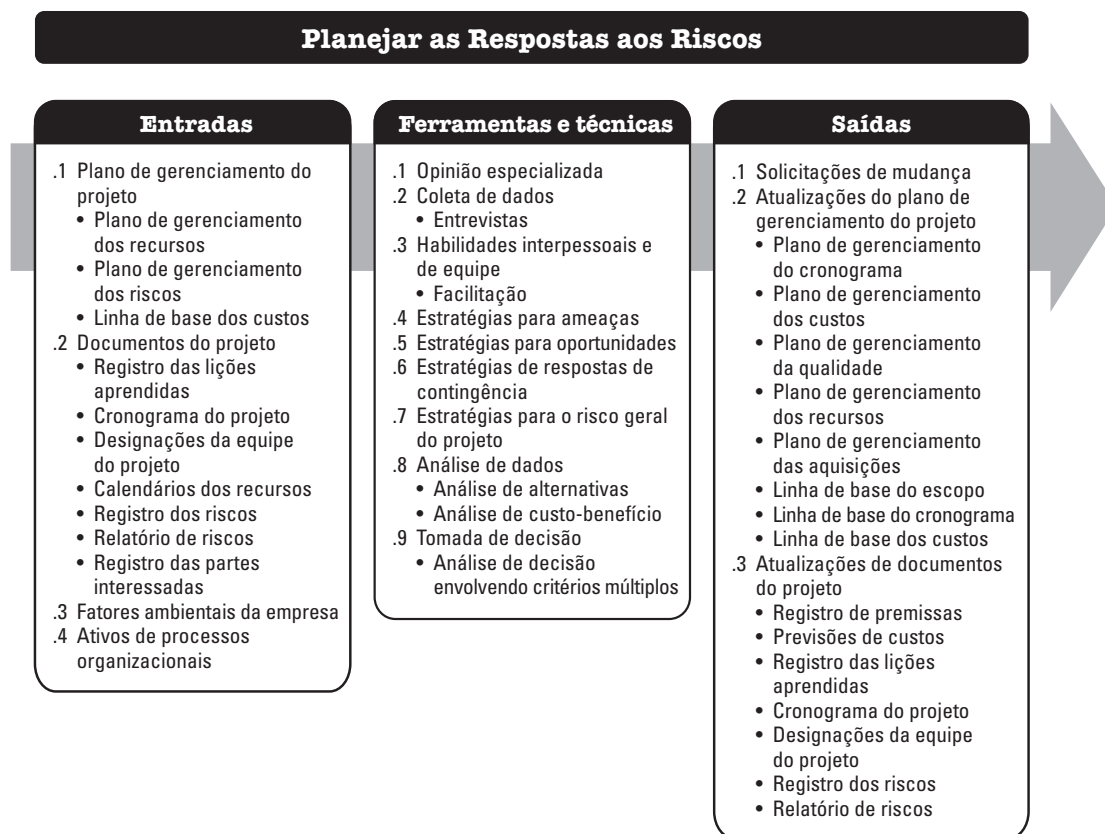 Planejar as Respostas aos Riscos
Entradas
.1 Plano de gerenciamento do
projeto
• Plano de gerenciamento
dos recursos
• Plano de gerenciamento
dos riscos
• Linha de base dos custos
.2 Documentos do projeto
• Registro das lições
aprendidas
• Cronograma do projeto
• Designações da equipe
do projeto
• Calendários dos recursos
• Registro dos riscos
• Relatório de riscos
• Registro das partes
interessadas
.3 Fatores ambientais da empresa
.4 Ativos de processos
organizacionais
Ferramentas e técnicas
.1 Opinião especializada
.2 Coleta de dados
• Entrevistas
.3 Habilidades interpessoais e
de equipe
• Facilitação
.4 Estratégias para ameaças
.5 Estratégias para oportunidades
.6 Estratégias de respostas de
contingência
.7 Estratégias para o risco geral
do projeto
.8 Análise de dados
• Análise de alternativas
• Análise de custo-benefício
.9 Tomada de decisão
• Análise de decisão
envolvendo critérios múltiplos
Saídas
.1 Solicitações de mudança
.2 Atualizações do plano de
gerenciamento do projeto
• Plano de gerenciamento
do cronograma
• Plano de gerenciamento
dos custos
• Plano de gerenciamento
da qualidade
• Plano de gerenciamento
dos recursos
• Plano de gerenciamento
das aquisições
• Linha de base do escopo
• Linha de base do cronograma
• Linha de base dos custos
.3 Atualizações de documentos
do projeto
• Registro de premissas
• Previsões de custos
• Registro das lições
aprendidas
• Cronograma do projeto
• Designações da equipe
do projeto
• Registro dos riscos
• Relatório de riscos